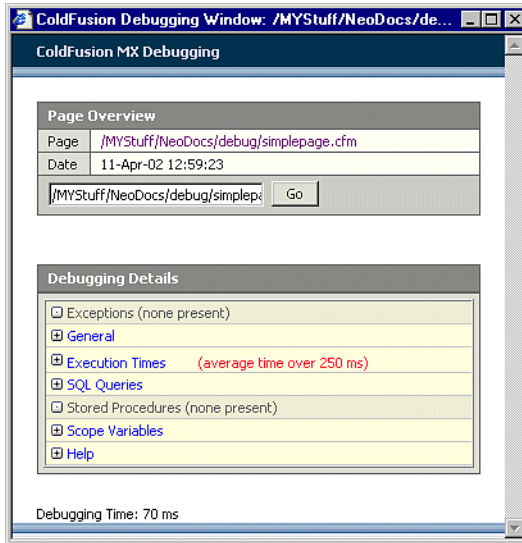 ColdFusion Debugging Window: /MYStuff/NeoDocs/de...
ColdFusion MX Debugging
Page Overview
Page /MYStuff/NeoDocs/debug/simplepage.cfm
Date 11-Apr-02 12:59:23
/MYStuff/NeoDocs/debug/simplepa Go
Debugging Details
Exceptions (none present)
General
Execution Times (average time over 250 ms)
SQL Queries
Stored Procedures (none present)
Scope Variables
Help
Debugging Time: 70 ms